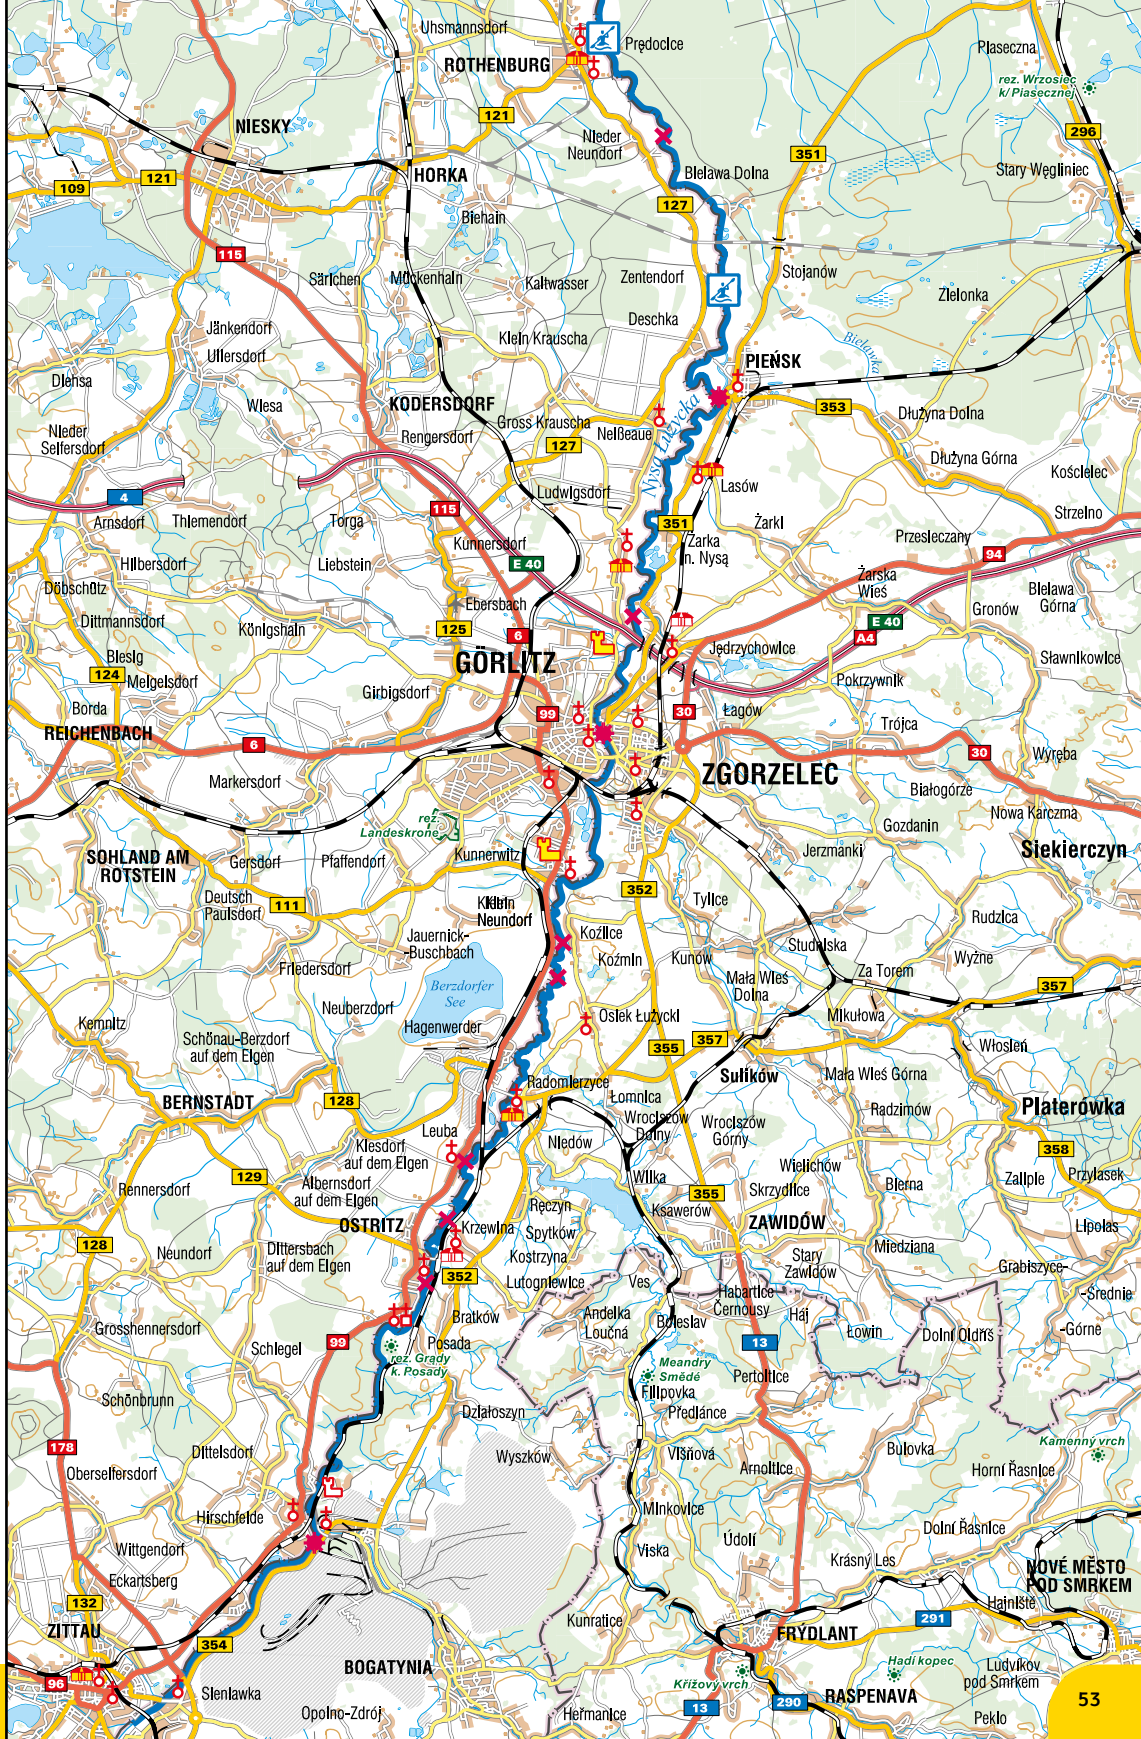 Uhsmannsdorf
Prędocice
ROTHENBURG
Piaseczna
rez. Wrzosiec
k/Piasecznej
121
NIESKY
Nieder
Neundorf
351
296
HORKA
Bielawa Dolna
Stary Węgliniec
109
121
127
Biehain
115
Särichen
Mückenhain
Kaltwasser
Zentendorf
Stojanów
Zielonka
Jänkendorf
Deschka
Ullersdorf
Klein Krauscha
Bielawka
PIEŃSK
Diehsa
Wiesa
KODERSDORF
Nysa Łużycka
353
Dłużyna Dolna
Gross Krauscha
Neißeaue
Nieder
Seifersdorf
Rengersdorf
127
Dłużyna Górna
Kościelec
Lasów
4
Ludwigsdorf
115
Arnsdorf
Thiemendorf
Torga
351
Żarki
Strzelno
Kunnersdorf
Żarka
n. Nysą
Przesieczany
94
Hilbersdorf
Liebstein
E 40
Döbschütz
Żarska
Wieś
Bielawa
Górna
Ebersbach
Gronów
Dittmannsdorf
Königshain
125
6
E 40
A4
Biesig
GÖRLITZ
Jędrzychowice
Sławnikowice
124
Meigelsdorf
Girbigsdorf
Pokrzywnik
Borda
99
30
Łagów
Trójca
REICHENBACH
6
30
Wyręba
Markersdorf
ZGORZELEC
Białogórze
rez.
Landeskrone
Gozdanin
Nowa Karczma
SOHLAND AM
ROTSTEIN
Gersdorf
Pfaffendorf
Kunnerwitz
Jerzmanki
Siekierczyn
Deutsch
Paulsdorf
111
352
Tylice
Klein
Neundorf
Rudzica
Jauernick-
-Buschbach
Koźlice
Studniska
Friedersdorf
Koźmin
Kunów
Za Torem
Wyżne
Berzdorfer
See
Mała Wieś
Dolna
357
Neuberzdorf
Kemnitz
Hagenwerder
Osiek Łużycki
Mikułowa
Schönau-Berzdorf
auf dem Eigen
355
357
Włosień
Sulików
Radomierzyce
Mała Wieś Górna
BERNSTADT
128
Łomnica
Radzimów
Platerówka
Leuba
Wrociszów
Dolny
Wrociszów
Górny
Kiesdorf
auf dem Eigen
Niedów
358
129
Wielichów
Rennersdorf
Albernsdorf
auf dem Eigen
Wilka
Skrzydlice
Bierna
Zalipie
Przylasek
355
OSTRITZ
Ręczyn
Ksawerów
ZAWIDÓW
Krzewina
Spytków
Lipolas
128
Neundorf
Dittersbach
auf dem Eigen
Kostrzyna
Stary
Zawidów
Miedziana
352
Lutogniewice
Ves
Grabiszyce-
-Średnie
Habartice
Černousy
Grosshennersdorf
Bratków
Andelka
Loučná
Boleslav
Háj
Łowin
Dolní Oldřiš
-Górne
Schlegel
99
Posada
13
rez. Grądy
k. Posady
Meandry
Smědé
Pertoltice
Schönbrunn
Filipovka
Działoszyn
Předlánce
178
Dittelsdorf
Wyszków
Višňová
Bulovka
Kamenný vrch
Oberseifersdorf
Arnoltice
Horní Řasnice
Hirschfelde
Minkovice
Dolní Řasnice
Wittgendorf
Viska
Údolí
Krásný Les
NOVÉ MĚSTO
POD SMRKEM
Eckartsberg
132
Hajniště
ZITTAU
Kunratice
291
354
FRÝDLANT
BOGATYNIA
Hadí kopec
Ludvíkov
pod Smrkem
96
Sieniawka
Křížový vrch
RASPENAVA
53
Opolno-Zdrój
Heřmanice
13
290
Peklo